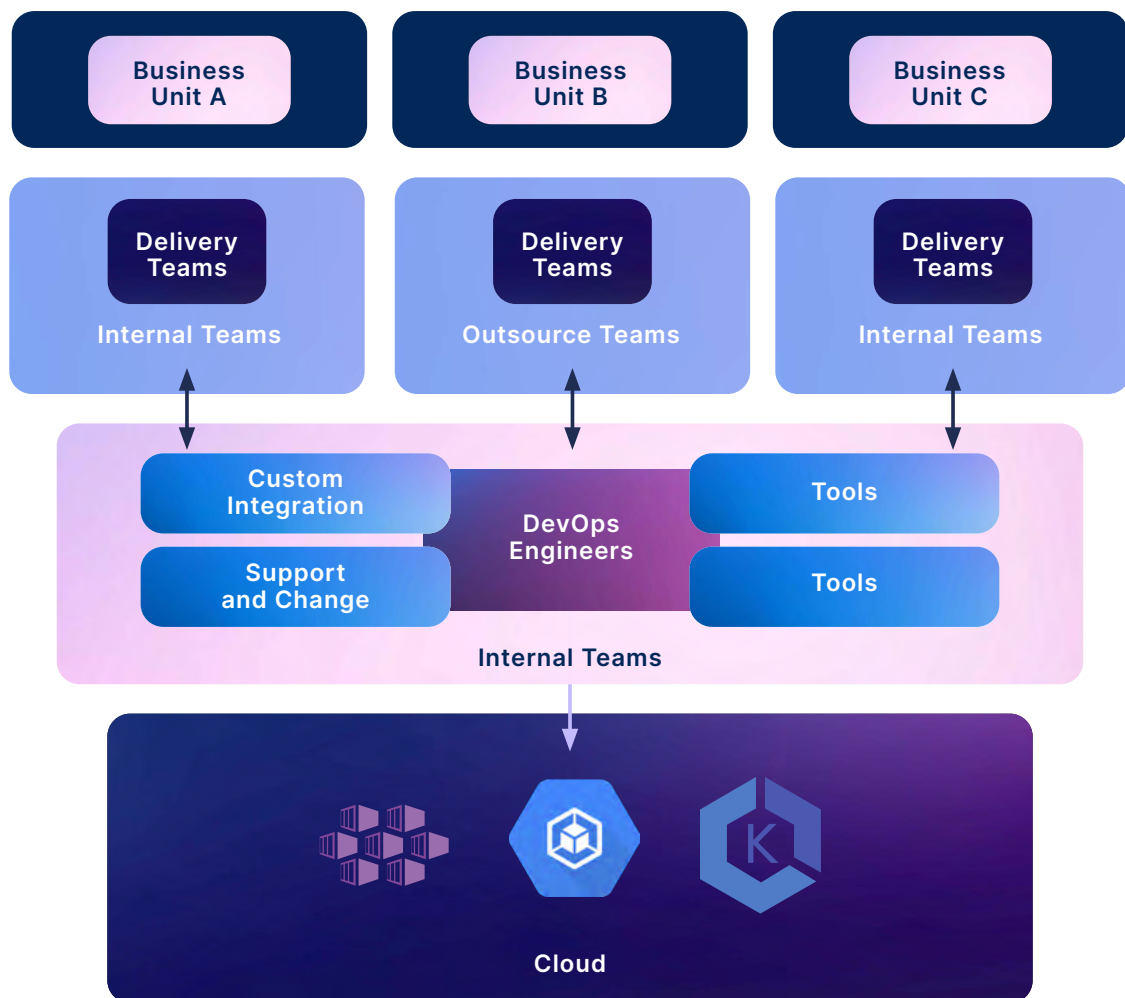 Business
Unit A
Business
Unit B
Business
Unit C
Delivery
Teams
Internal Teams
Delivery
Teams
Outsource Teams
Delivery
Teams
Internal Teams
Custom
Integration
Support
and Change
DevOps
Engineers
Tools
Tools
Internal Teams
K
Cloud